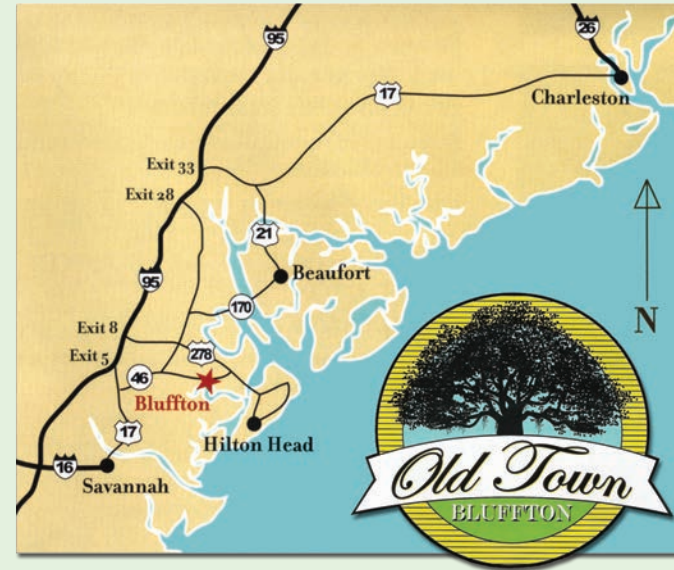 95
26
17
Charleston
Exit 33
Exit 28
21
Beaufort
95
170
N
Exit 8
278
Exit 5
46
Bluffton
17
Hilton Head
16
Savannah
Old Town
BLUFFTON